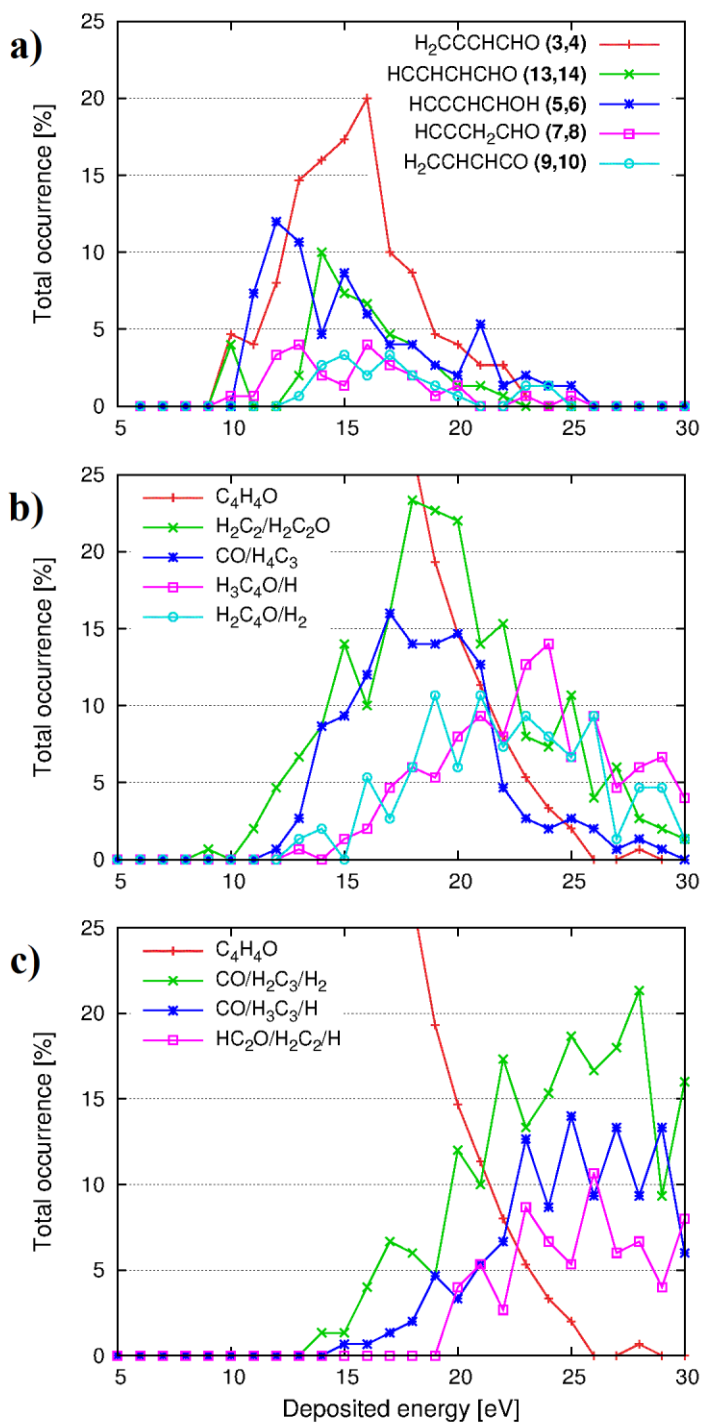 a)
Total occurrence [%]
25
20
15
10
5
0
H₂CCCHCHO (3,4)
HCCHCHCHO (13,14)
HCCCHCHOH (5,6)
HCCCH₂CHO (7,8)
H₂CCHCHCO (9,10)
5 10 15 20 25 30
b)
Total occurrence [%]
25
20
15
10
5
0
C₄H₄O
H₂C₂/H₂C₂O
CO/H₄C₃
H₃C₄O/H
H₂C₄O/H₂
5 10 15 20 25 30
c)
Total occurrence [%]
25
20
15
10
5
0
C₄H₄O
CO/H₂C₃/H₂
CO/H₃C₃/H
HC₂O/H₂C₂/H
5 10 15 20 25 30
Deposited energy [eV]